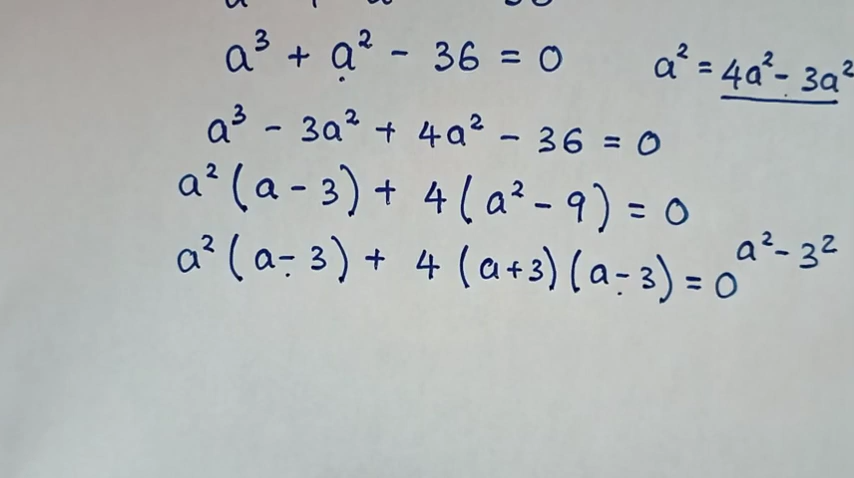 a³ + a² - 36 = 0
a² = 4a² - 3a²
a³ - 3a² + 4a² - 36 = 0
a² (a - 3) + 4 (a² - 9) = 0
a² - 3²
a² (a - 3) + 4 (a + 3) (a - 3) = 0